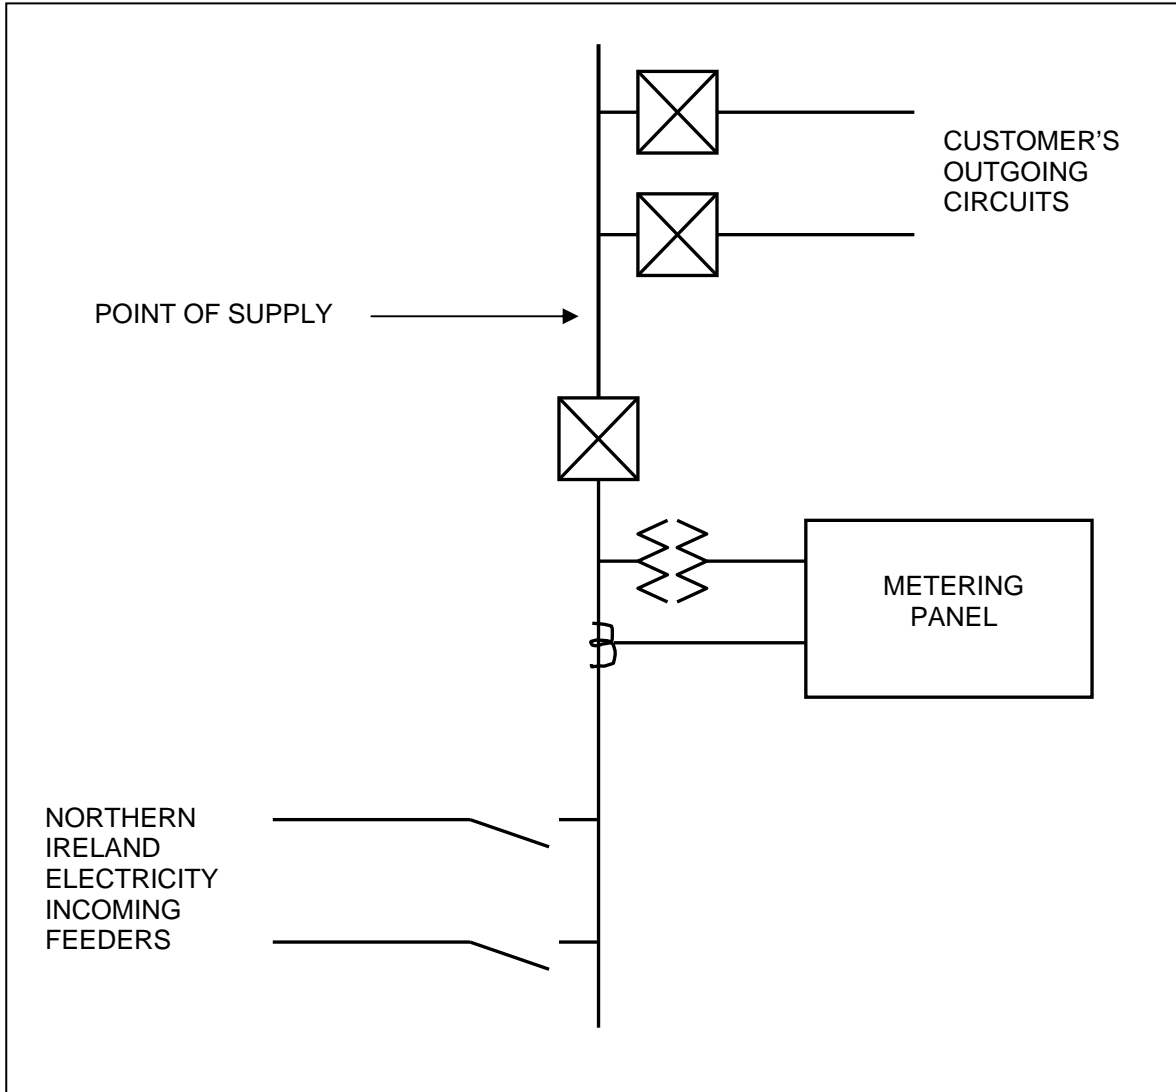 CUSTOMER’S
OUTGOING
CIRCUITS
POINT OF SUPPLY
METERING
PANEL
NORTHERN
IRELAND
ELECTRICITY
INCOMING
FEEDERS